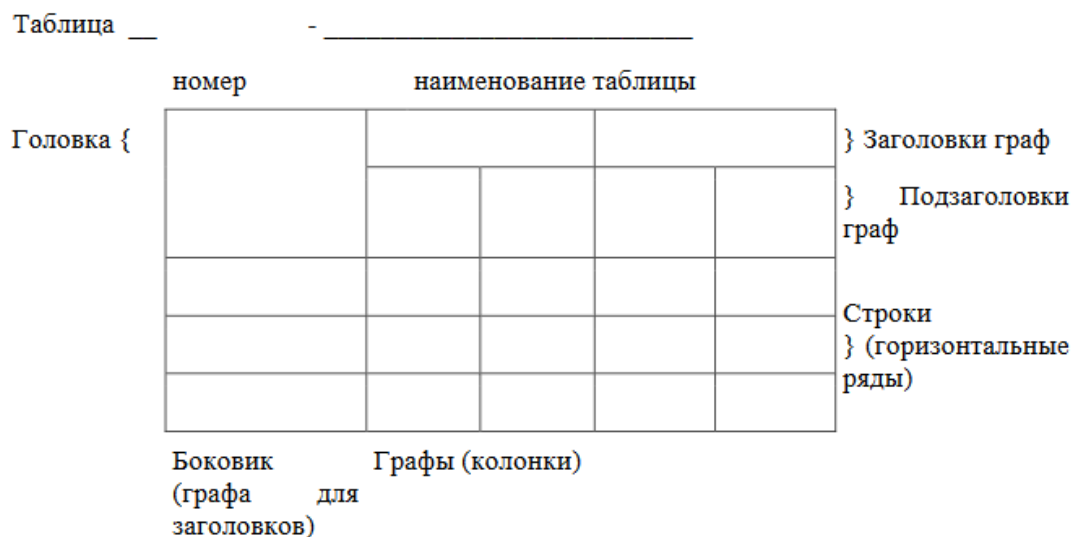 Таблица __ - __________________________
номер наименование таблицы
Головка { } Заголовки граф
} Подзаголовки
граф
Строки
} (горизонтальные
ряды)
Боковик Графы (колонки)
(графа для
заголовков)